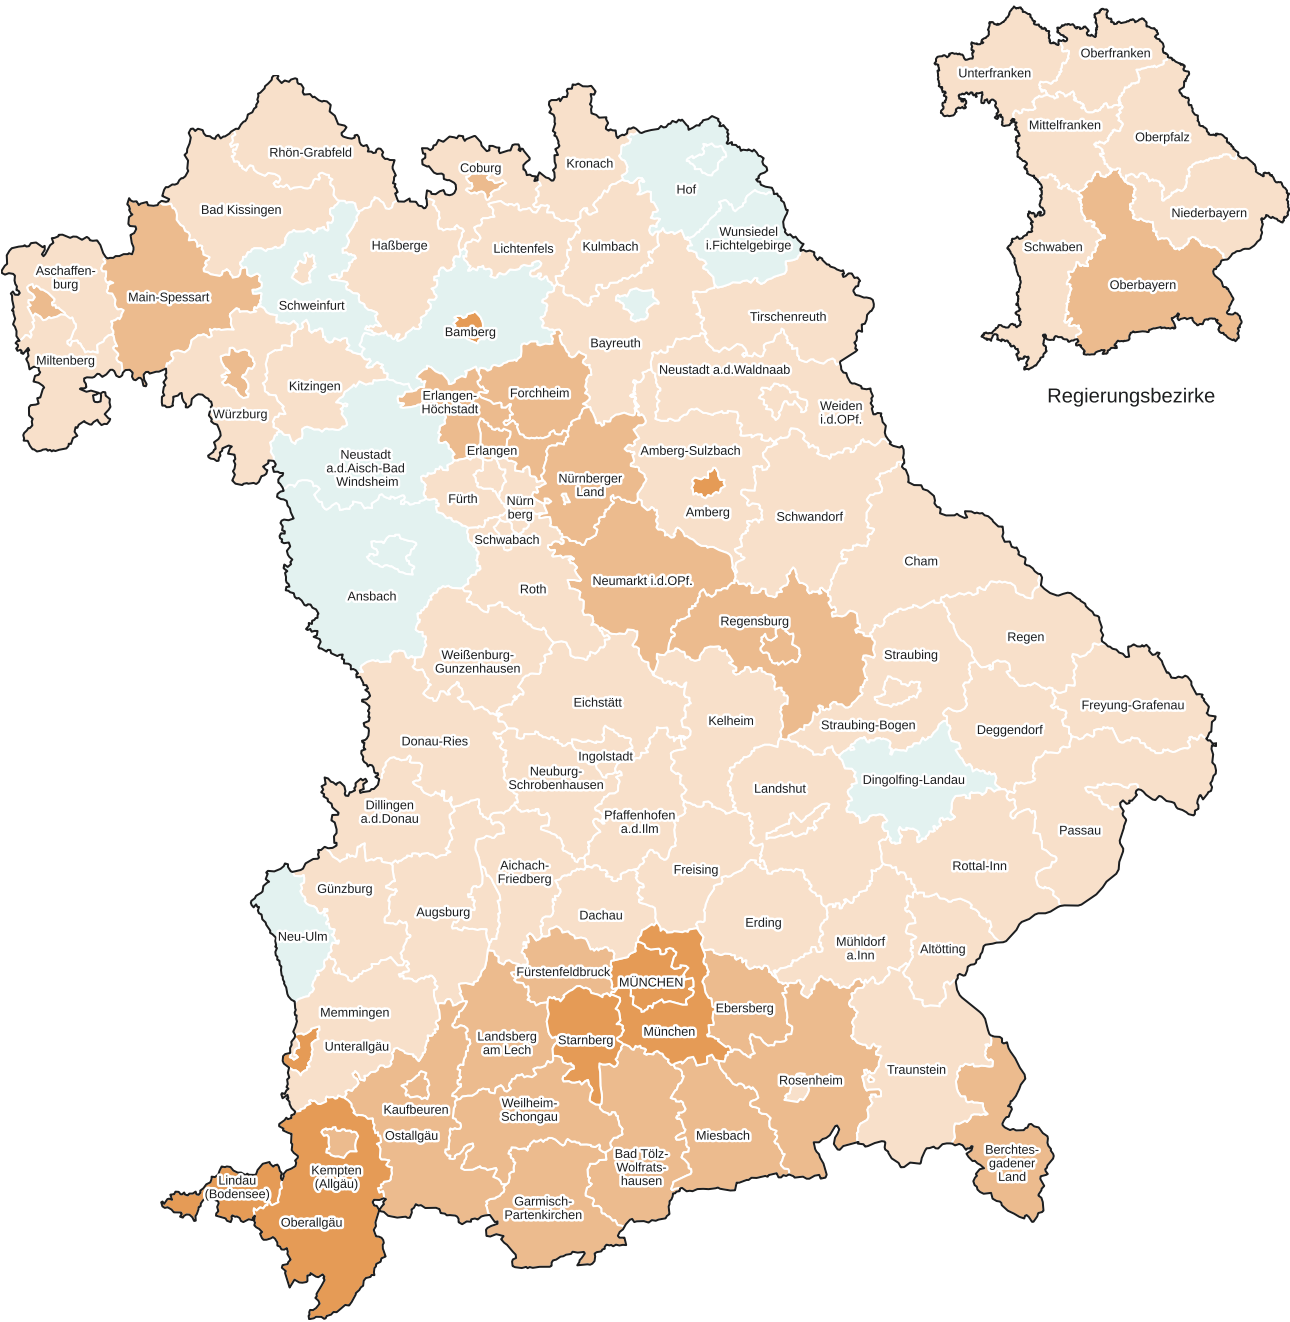 Rhön-Grabfeld
Coburg
Kronach
Hof
Bad Kissingen
Haßberge
Lichtenfels
Kulmbach
Wunsiedel
i.Fichtelgebirge
Aschaffen-
burg
Main-Spessart
Schweinfurt
Bamberg
Tirschenreuth
Bayreuth
Miltenberg
Kitzingen
Neustadt a.d.Waldnaab
Würzburg
Erlangen-
Höchstadt
Forchheim
Weiden
i.d.OPf.
Neustadt
a.d.Aisch-Bad
Windsheim
Erlangen
Amberg-Sulzbach
Fürth
Nürn
berg
Nürnberger
Land
Amberg
Schwandorf
Schwabach
Cham
Ansbach
Roth
Neumarkt i.d.OPf.
Regensburg
Weißenburg-
Gunzenhausen
Straubing
Regen
Eichstätt
Kelheim
Straubing-Bogen
Deggendorf
Freyung-Grafenau
Donau-Ries
Ingolstadt
Neuburg-
Schrobenhausen
Landshut
Dingolfing-Landau
Dillingen
a.d.Donau
Pfaffenhofen
a.d.Ilm
Passau
Günzburg
Aichach-
Friedberg
Freising
Rottal-Inn
Augsburg
Dachau
Erding
Neu-Ulm
Mühldorf
a.Inn
Altötting
Fürstenfeldbruck
MÜNCHEN
Memmingen
Ebersberg
Unterallgäu
Landsberg
am Lech
Starnberg
München
Kaufbeuren
Weilheim-
Schongau
Rosenheim
Traunstein
Ostallgäu
Miesbach
Kempten
(Allgäu)
Bad Tölz-
Wolfrats-
hausen
Berchtes-
gadener
Land
Lindau
(Bodensee)
Oberallgäu
Garmisch-
Partenkirchen
Unterfranken
Oberfranken
Mittelfranken
Oberpfalz
Niederbayern
Schwaben
Oberbayern
Regierungsbezirke